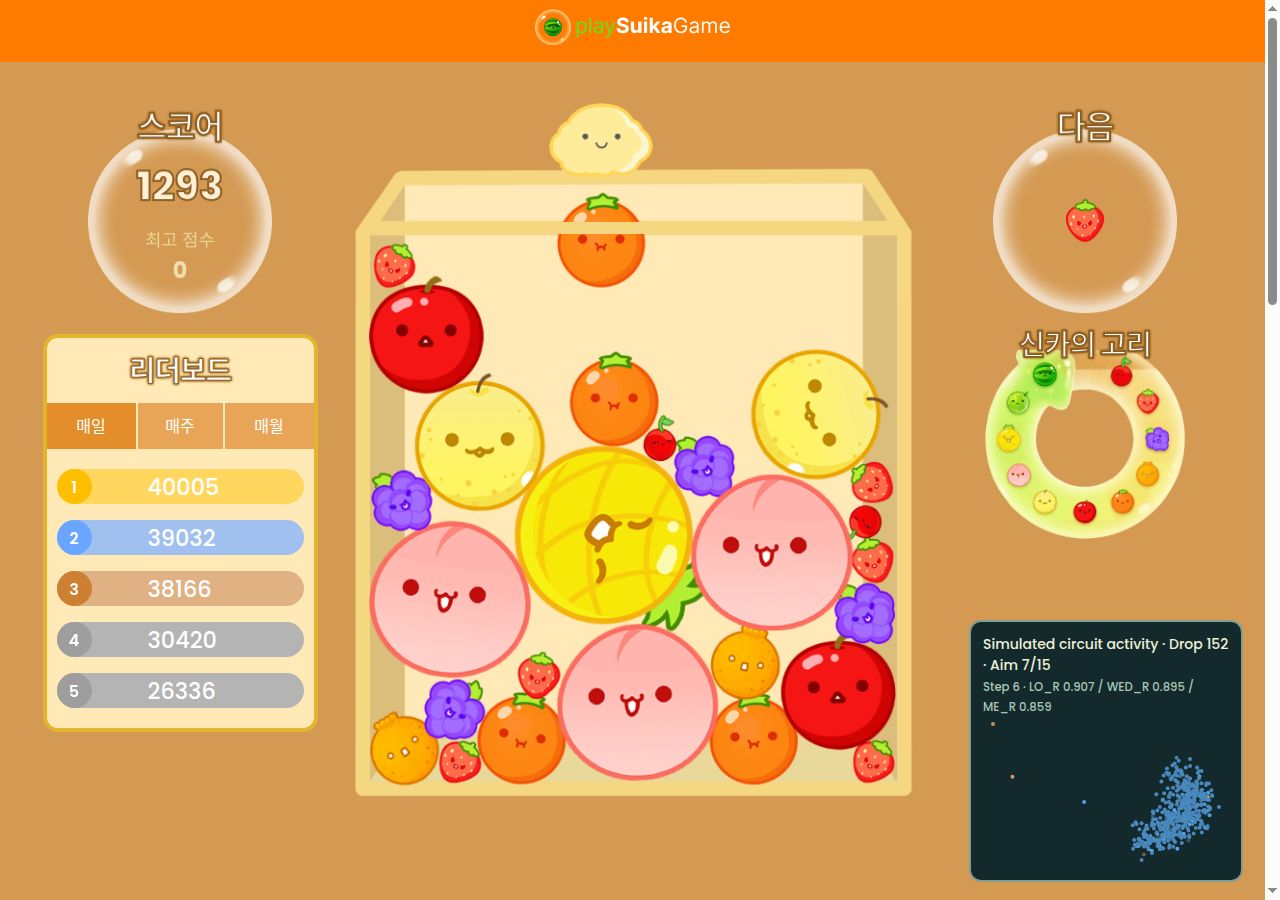 playSuikaGame
스코어
1293
최고 점수
0
다음
신카의 고리
리더보드
매일 매주 매월
1 40005
2 39032
3 38166
4 30420
5 26336
Simulated circuit activity · Drop 152
· Aim 7/15
Step 6 · LO_R 0.907 / WED_R 0.895 /
ME_R 0.859